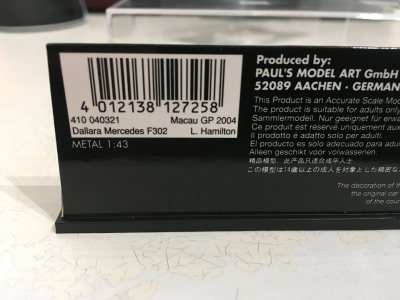 4 012138 127258
410 040321 Macau GP 2004
Dallara Mercedes F302 L. Hamilton
METAL 1:43
Produced by:
PAUL'S MODEL ART GmbH
52089 AACHEN · GERMANY
This Product is an Accurate Scale Mod
The product is suitable for adults only
Sammlermodell. Nur geeignet für erwa
Ce produit est réservé uniquement aux
Il prodotto è adatto solo per adulti.
El producto es solo adecuado para adul
Alleen geschikt voor volwassenen.
精品模型，此产品只适合成年人士
この模型は14歳以上の成人を対象とした精密な
The decoration of th
the original car
of the coun